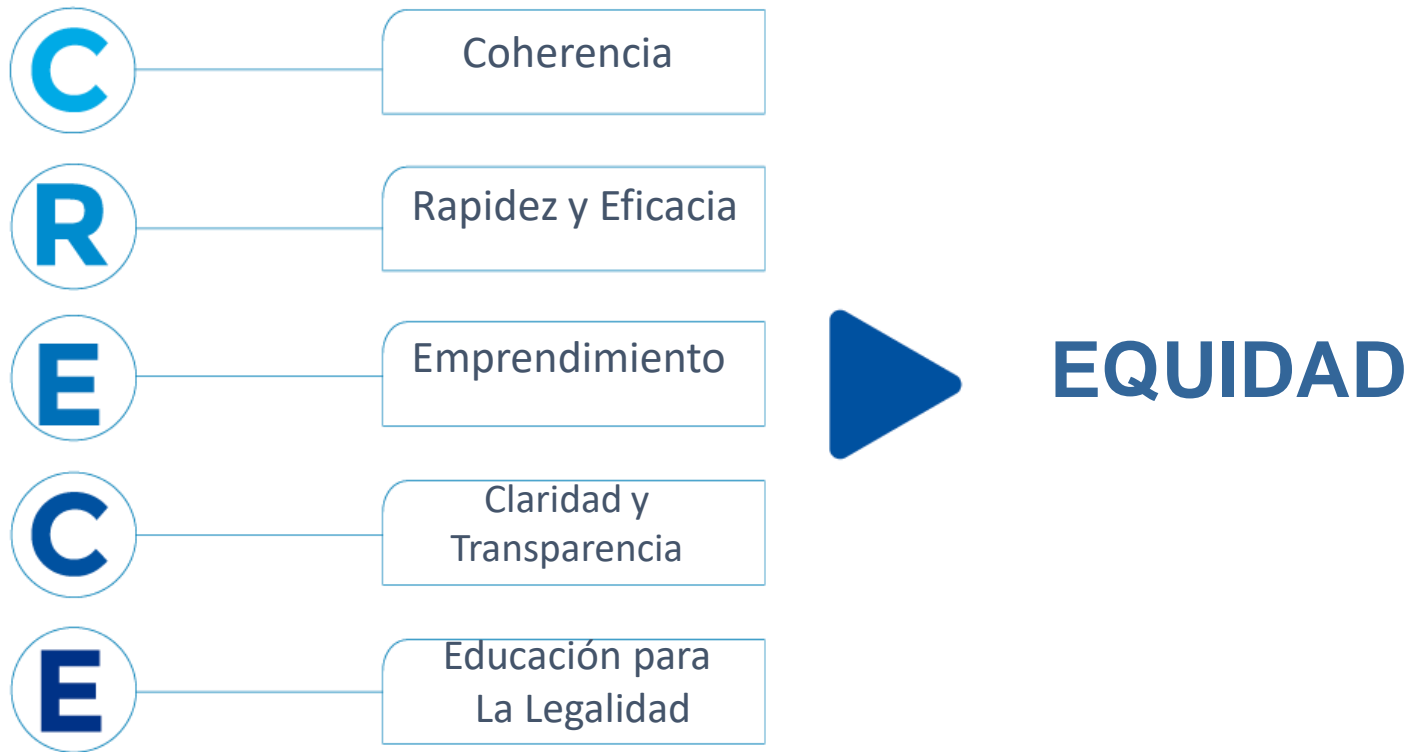 C
Coherencia
R
Rapidez y Eficacia
E
Emprendimiento
C
Claridad y
Transparencia
E
Educación para
La Legalidad
EQUIDAD